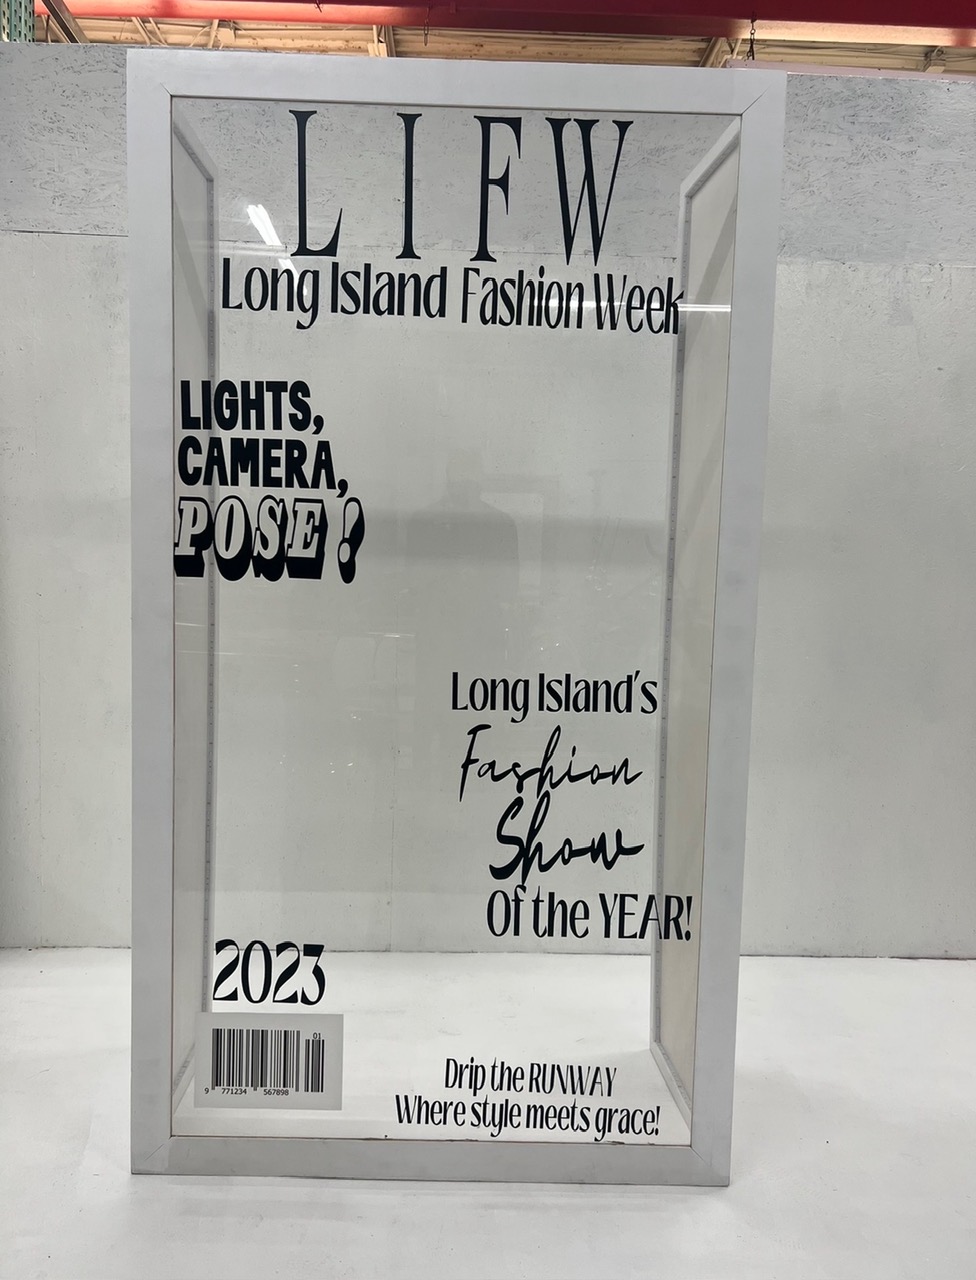 L I F W
Long Island Fashion Week
LIGHTS,
CAMERA,
POSE!
Long Island's
Fashion
Show
Of the YEAR!
2023
01
9 771234 567898
Drip the RUNWAY
Where style meets grace!